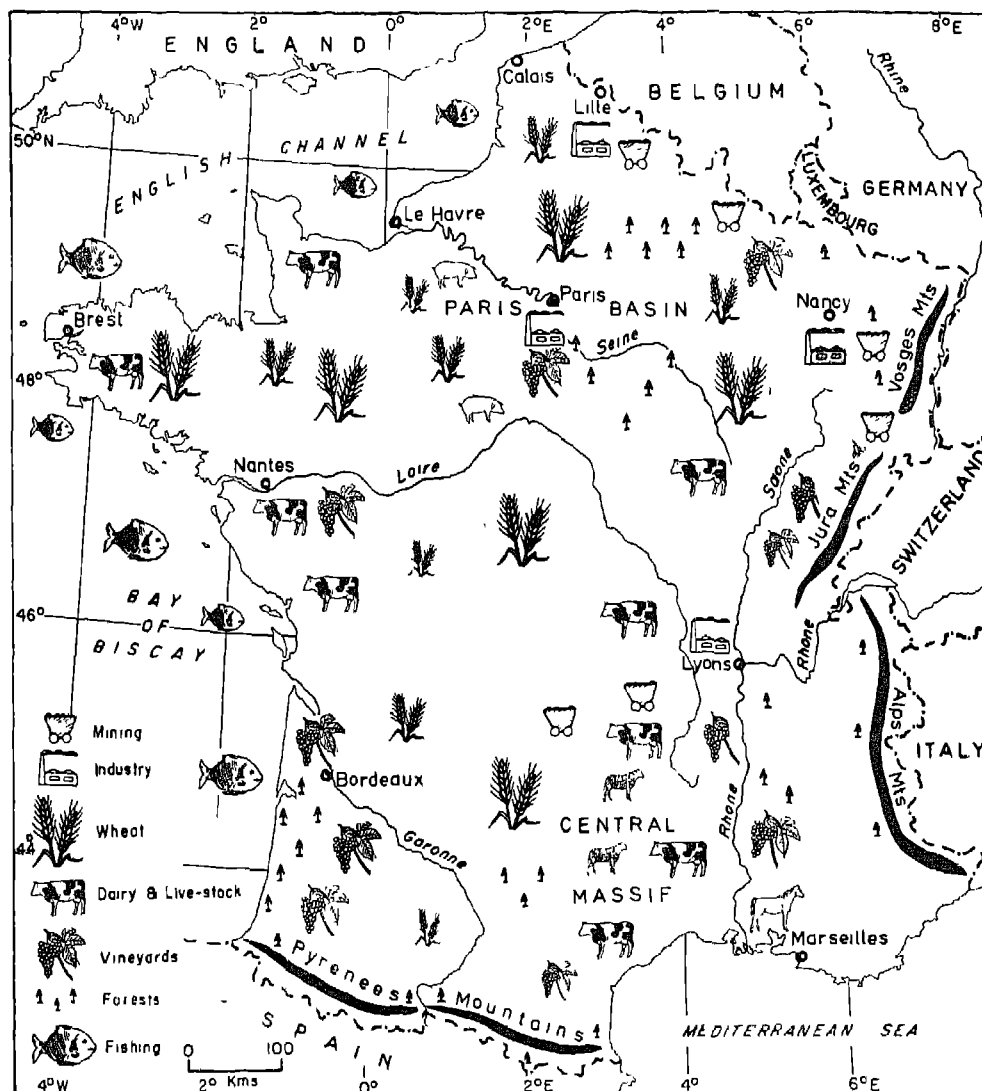 4°W 2° 0° 2°E 4° 6° 8°E
ENGLAND
Calais
Lille
BELGIUM
Rhine
50°N
ENGLISH CHANNEL
LUXEMBOURG
GERMANY
Le Havre
PARIS BASIN
Paris
Nancy
Brest
Seine
Vosges Mts
48°
Nantes
Loire
Saone
Jura Mts.
SWITZERLAND
46°
BAY
OF
BISCAY
Lyons
Rhone
Alps Mts
ITALY
Mining
Industry
Bordeaux
Wheat
CENTRAL
Rhone
Garonne
44°
Dairy & Live-stock
MASSIF
Vineyards
Marseilles
Pyrenees Mountains
Forests
SPAIN
MEDITERRANEAN SEA
Fishing
0 100
Kms
4°W 2° 0° 2°E 4° 6°E